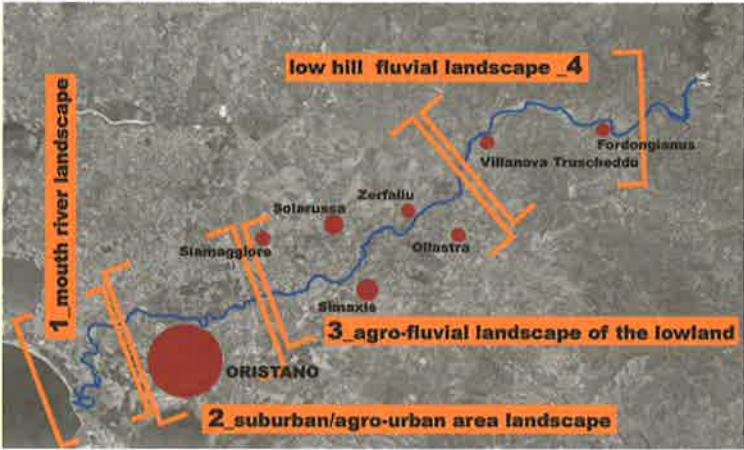 low hill fluvial landscape _4
1_mouth river landscape
Fordongianus
Villanova Truscheddu
Zerfaliu
Solarussa
Siamaggiore
Ollastra
Simaxis
3_agro-fluvial landscape of the lowland
ORISTANO
2_suburban/agro-urban area landscape